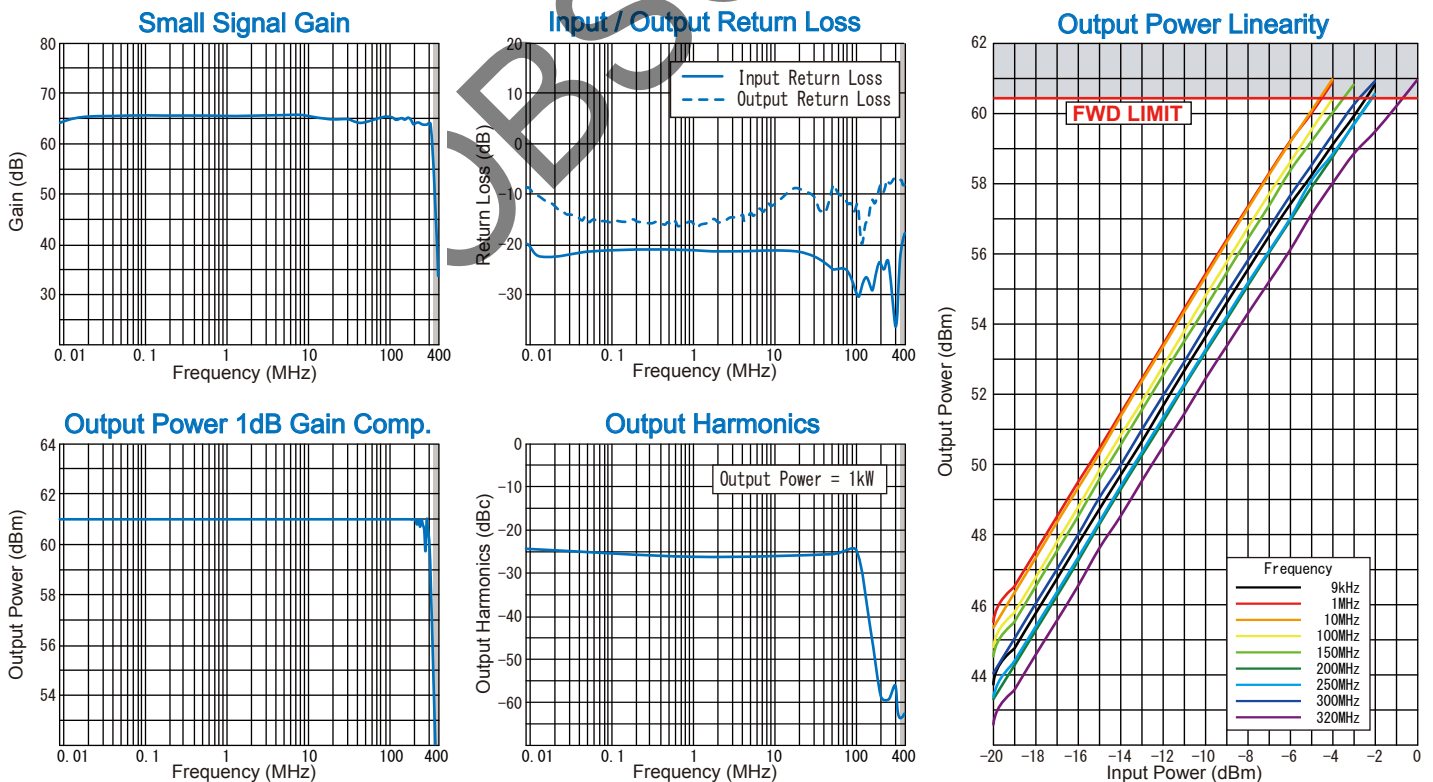 Small Signal Gain
80
70
60
50
40
30
Gain (dB)
0.01 0.1 1 10 100 400
Frequency (MHz)
Input / Output Return Loss
20
10
0
-10
-20
-30
Return Loss (dB)
Input Return Loss
Output Return Loss
0.01 0.1 1 10 100 400
Frequency (MHz)
Output Power 1dB Gain Comp.
64
62
60
58
56
54
Output Power (dBm)
0.01 0.1 1 10 100 400
Frequency (MHz)
Output Harmonics
0
-10
-20
-30
-40
-50
-60
Output Harmonics (dBc)
Output Power = 1kW
0.01 0.1 1 10 100 400
Frequency (MHz)
Output Power Linearity
62
60
58
56
54
52
50
48
46
44
Output Power (dBm)
FWD LIMIT
Frequency
9kHz
1MHz
10MHz
100MHz
150MHz
200MHz
250MHz
300MHz
320MHz
-20 -18 -16 -14 -12 -10 -8 -6 -4 -2 0
Input Power (dBm)